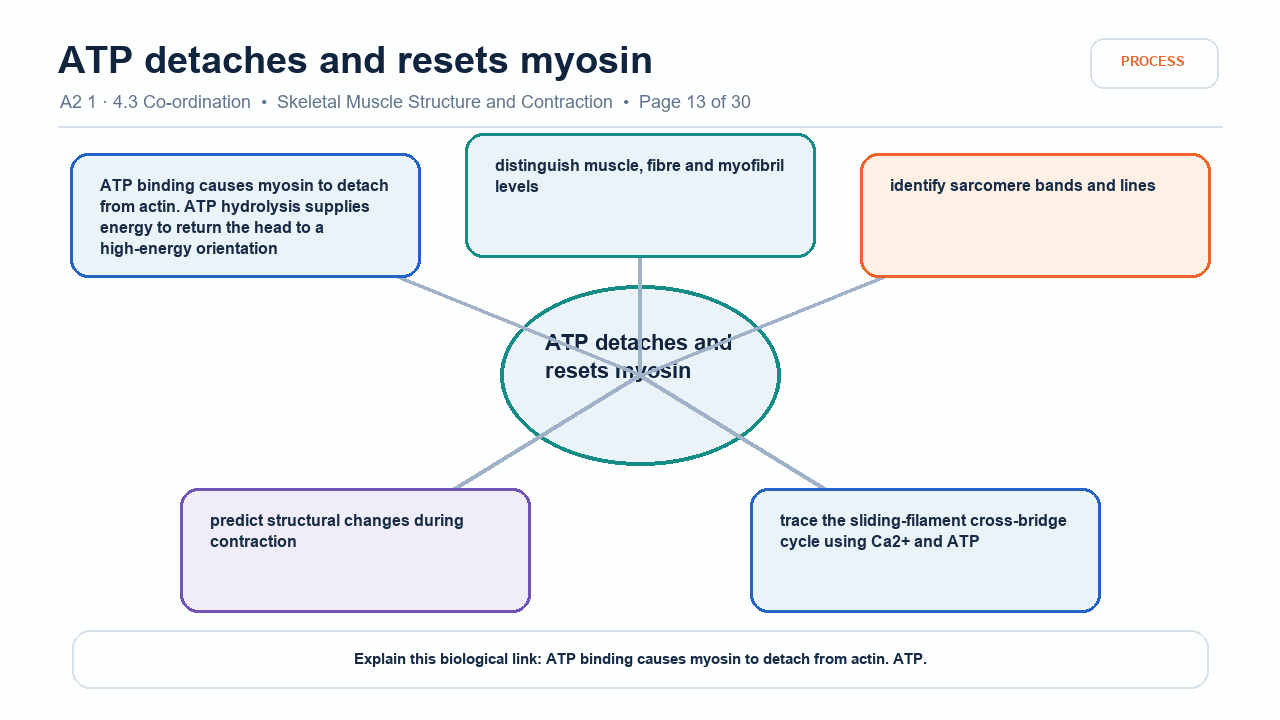 ATP detaches and resets myosin
PROCESS
A2 1 · 4.3 Co-ordination • Skeletal Muscle Structure and Contraction • Page 13 of 30
ATP binding causes myosin to detach
from actin. ATP hydrolysis supplies
energy to return the head to a
high-energy orientation
distinguish muscle, fibre and myofibril
levels
identify sarcomere bands and lines
ATP detaches and
resets myosin
predict structural changes during
contraction
trace the sliding-filament cross-bridge
cycle using Ca2+ and ATP
Explain this biological link: ATP binding causes myosin to detach from actin. ATP.